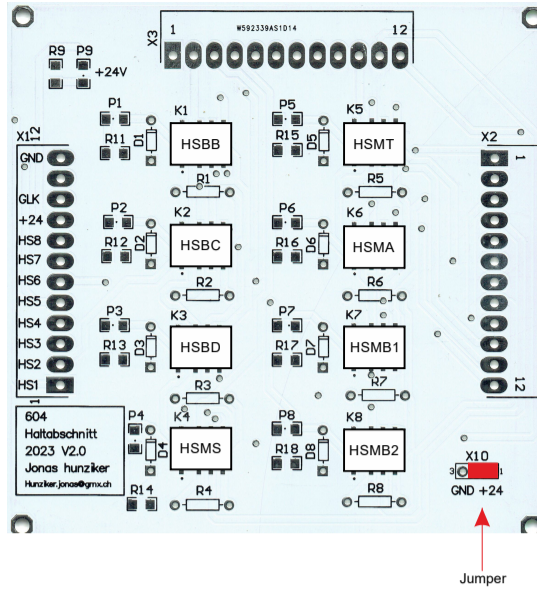 W592339AS1D14
X3
1
12
R9 P9
+24V
P1
K1
P5
K5
R11
D1
HSBB
R15
D5
HSMT
R1
R5
X1
12
GND
GLK
+24
HS8
HS7
HS6
HS5
HS4
HS3
HS2
HS1
1
X2
1
12
P2
K2
P6
K6
R12
D2
HSBC
R16
D6
HSMA
R2
R6
P3
K3
P7
K7
R13
D3
HSBD
R17
D7
HSMB1
R3
R7
P4
K4
P8
K8
D4
HSMS
R18
D8
HSMB2
R14
R4
R8
604
Haltabschnitt
2023 V2.0
Jonas hunziker
Hunziker.jonas@gmx.ch
X10
3
1
GND +24
Jumper